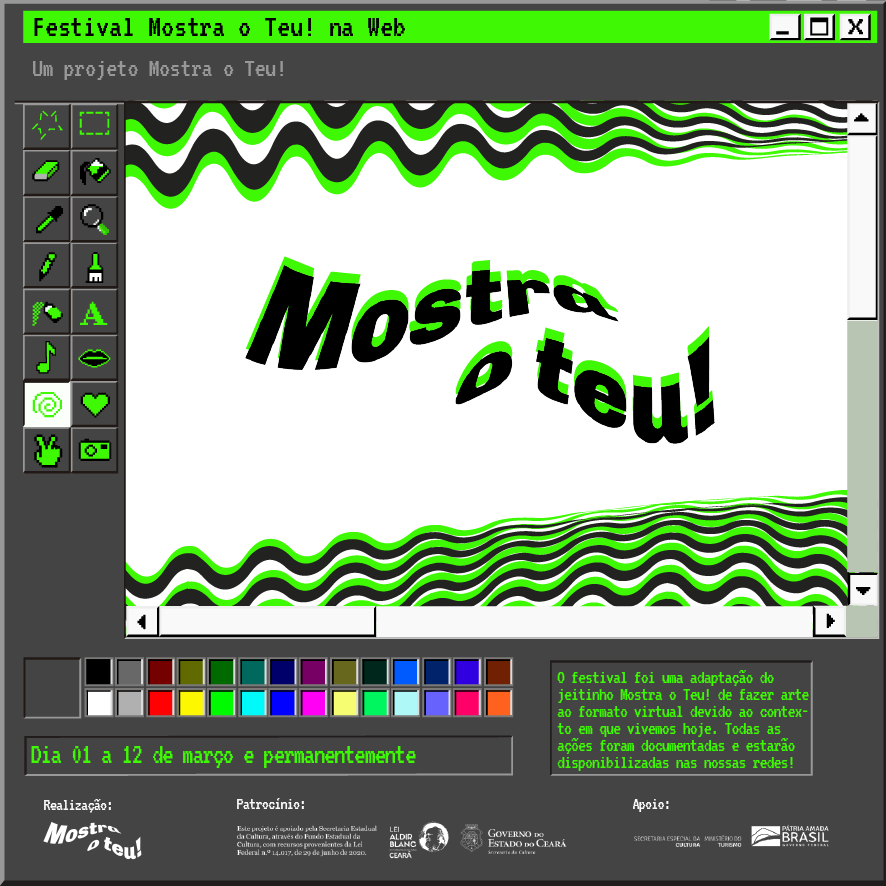 Festival Mostra o Teu! na Web
Um projeto Mostra o Teu!
A
Mostra
o teu!
O festival foi uma adaptação do
jeitinho Mostra o Teu! de fazer arte
ao formato virtual devido ao contex-
to em que vivemos hoje. Todas as
ações foram documentadas e estarão
disponibilizadas nas nossas redes!
Dia 01 a 12 de março e permanentemente
Realização:
Mostra
o teu!
Patrocínio:
Este projeto é apoiado pela Secretaria Estadual
da Cultura, através do Fundo Estadual da
Cultura, com recursos provenientes da Lei
Federal n.º 14.017, de 29 de junho de 2020.
LEI
ALDIR
BLANC
CEARÁ
GOVERNO DO
ESTADO DO CEARÁ
Secretaria da Cultura
Apoio:
SECRETARIA ESPECIAL DA
CULTURA
MINISTÉRIO DO
TURISMO
PÁTRIA AMADA
BRASIL
GOVERNO FEDERAL